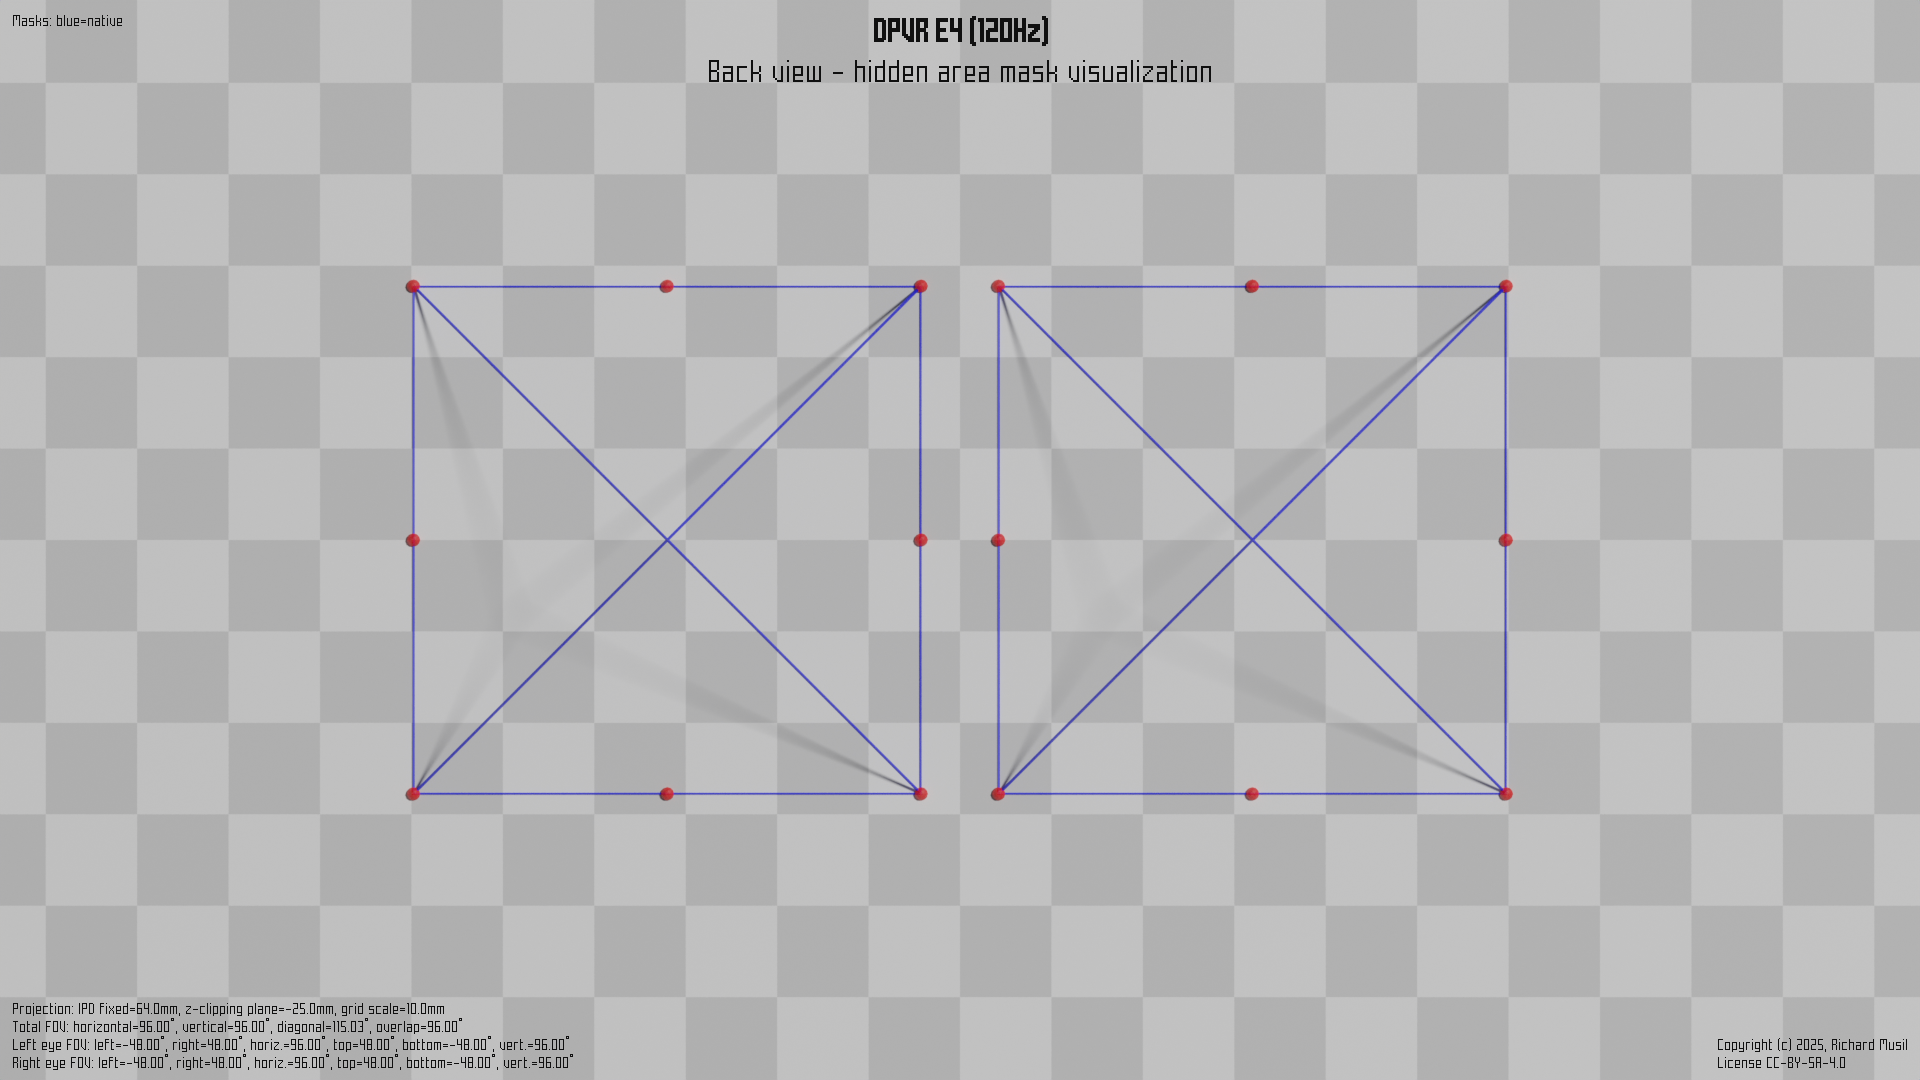 Masks: blue=native
DPVR E4 (120Hz)
Back view - hidden area mask visualization
Projection: IPD fixed=64.0mm, z-clipping plane=-25.0mm, grid scale=10.0mm
Total FOV: horizontal=96.00°, vertical=96.00°, diagonal=115.03°, overlap=96.00°
Left eye FOV: left=-48.00°, right=48.00°, horiz.=96.00°, top=48.00°, bottom=-48.00°, vert.=96.00°
Right eye FOV: left=-48.00°, right=48.00°, horiz.=96.00°, top=48.00°, bottom=-48.00°, vert.=96.00°
Copyright (c) 2025, Richard Musil
License CC-BY-SA-4.0